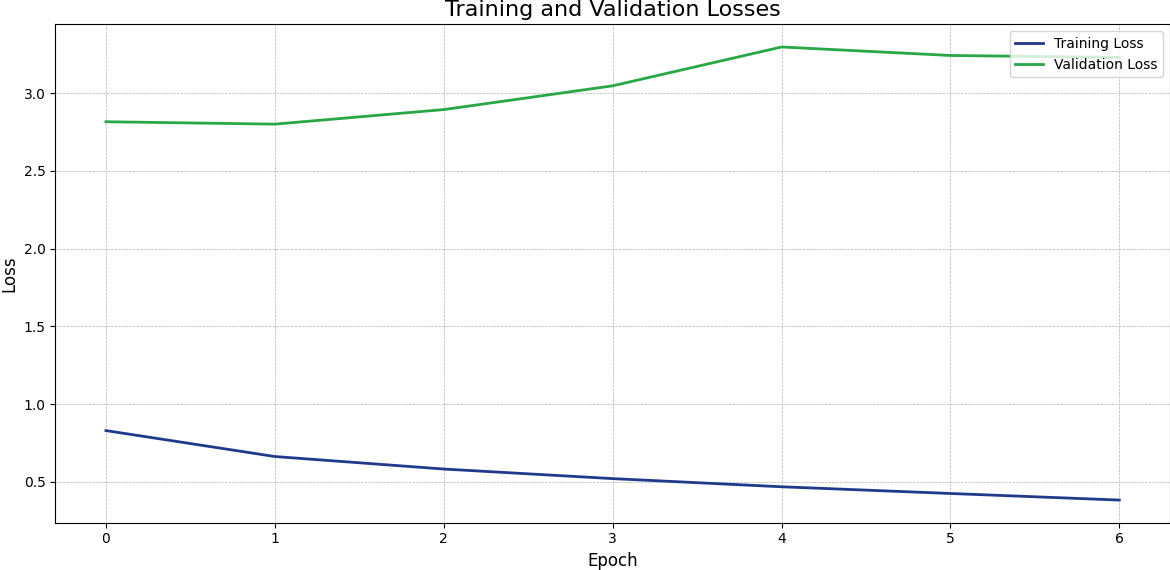 Training and Validation Losses
Training Loss
Validation Loss
3.0
2.5
2.0
1.5
1.0
0.5
Loss
0 1 2 3 4 5 6
Epoch